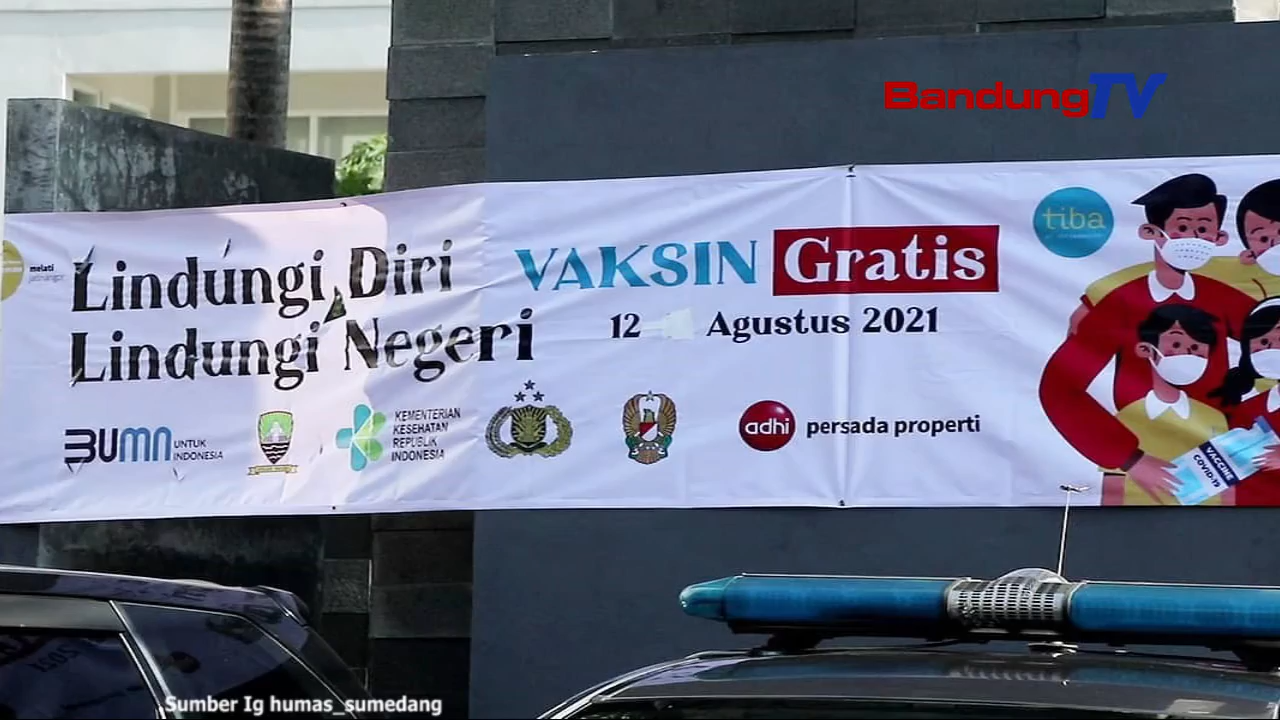 BandungTV
tiba
melati
jatinangor
Lindungi Diri
Lindungi Negeri
VAKSIN Gratis
12 Agustus 2021
BUMN UNTUK
INDONESIA
KEMENTERIAN
KESEHATAN
REPUBLIK
INDONESIA
adhi persada properti
VACCINE
COVID-19
Sumber Ig humas_sumedang